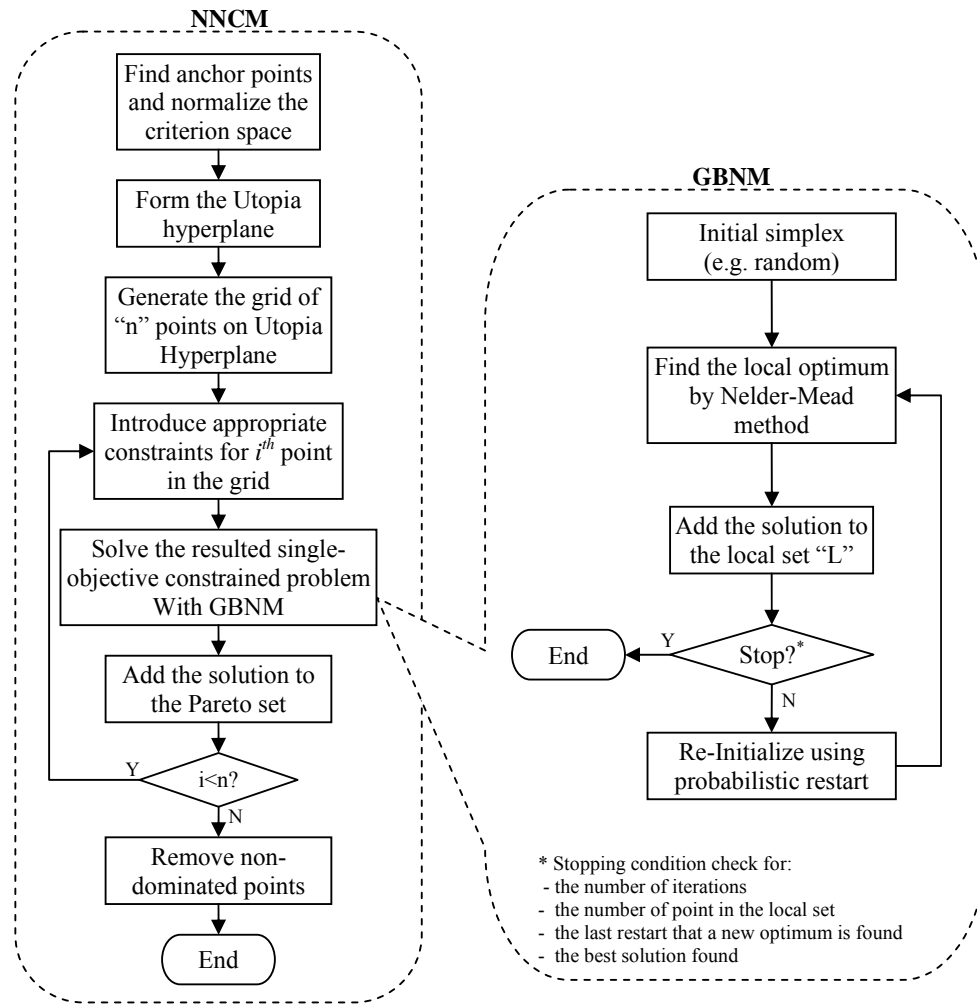 NNCM
Find anchor points
and normalize the
criterion space
Form the Utopia
hyperplane
Generate the grid of
“n” points on Utopia
Hyperplane
Introduce appropriate
constraints for i^th point
in the grid
Solve the resulted single-
objective constrained problem
With GBNM
Add the solution to
the Pareto set
Y
i<n?
N
Remove non-
dominated points
End
GBNM
Initial simplex
(e.g. random)
Find the local optimum
by Nelder-Mead
method
Add the solution to
the local set “L”
End
Y
Stop?*
N
Re-Initialize using
probabilistic restart
* Stopping condition check for:
- the number of iterations
- the number of point in the local set
- the last restart that a new optimum is found
- the best solution found